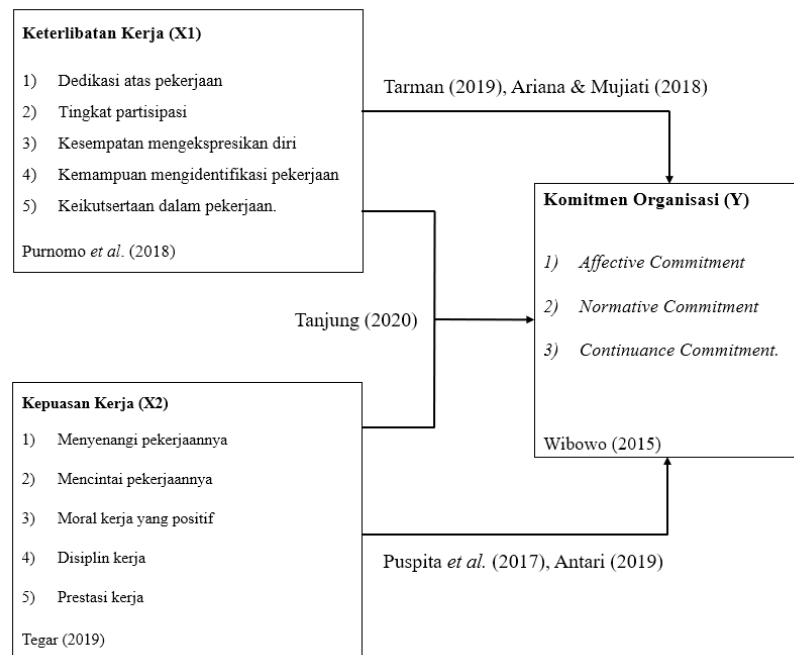 Keterlibatan Kerja (X1)
1) Dedikasi atas pekerjaan
2) Tingkat partisipasi
3) Kesempatan mengekspresikan diri
4) Kemampuan mengidentifikasi pekerjaan
5) Keikutsertaan dalam pekerjaan.
Purnomo et al. (2018)
Tarman (2019), Ariana & Mujiati (2018)
Tanjung (2020)
Komitmen Organisasi (Y)
1) Affective Commitment
2) Normative Commitment
3) Continuance Commitment.
Wibowo (2015)
Kepuasan Kerja (X2)
1) Menyenangi pekerjaannya
2) Mencintai pekerjaannya
3) Moral kerja yang positif
4) Disiplin kerja
5) Prestasi kerja
Tegar (2019)
Puspita et al. (2017), Antari (2019)